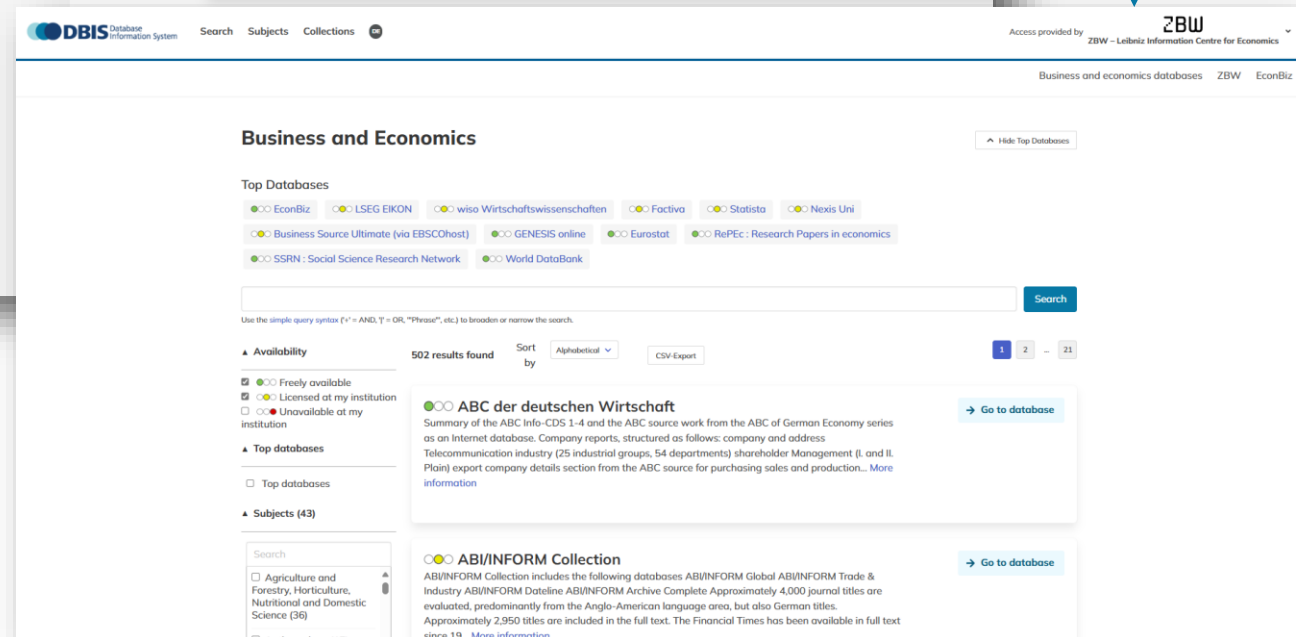 DBIS Database Information System
Search Subjects Collections DE
Access provided by ZBW
ZBW – Leibniz Information Centre for Economics
Business and economics databases ZBW EconBiz
Business and Economics
Hide Top Databases
Top Databases
EconBiz LSEG EIKON wiso Wirtschaftswissenschaften Factiva Statista Nexis Uni
Business Source Ultimate (via EBSCOhost) GENESIS online Eurostat RePEc : Research Papers in economics
SSRN : Social Science Research Network World DataBank
Search
Use the simple query syntax ('+' = AND, '|' = OR, '"Phrase"', etc.) to broaden or narrow the search.
Availability
Freely available
Licensed at my institution
Unavailable at my
institution
Top databases
Top databases
Subjects (43)
Search
Agriculture and
Forestry, Horticulture,
Nutritional and Domestic
Science (36)
502 results found Sort by Alphabetical CSV-Export 1 2 ... 21
ABC der deutschen Wirtschaft
Go to database
Summary of the ABC Info-CDS 1-4 and the ABC source work from the ABC of German Economy series
as an Internet database. Company reports, structured as follows: company and address
Telecommunication industry (25 industrial groups, 54 departments) shareholder Management (I. and II.
Plain) export company details section from the ABC source for purchasing sales and production... More
information
ABI/INFORM Collection
Go to database
ABI/INFORM Collection includes the following databases ABI/INFORM Global ABI/INFORM Trade &
Industry ABI/INFORM Dateline ABI/INFORM Archive Complete Approximately 4,000 journal titles are
evaluated, predominantly from the Anglo-American language area, but also German titles.
Approximately 2,950 titles are included in the full text. The Financial Times has been available in full text
since 19... More information